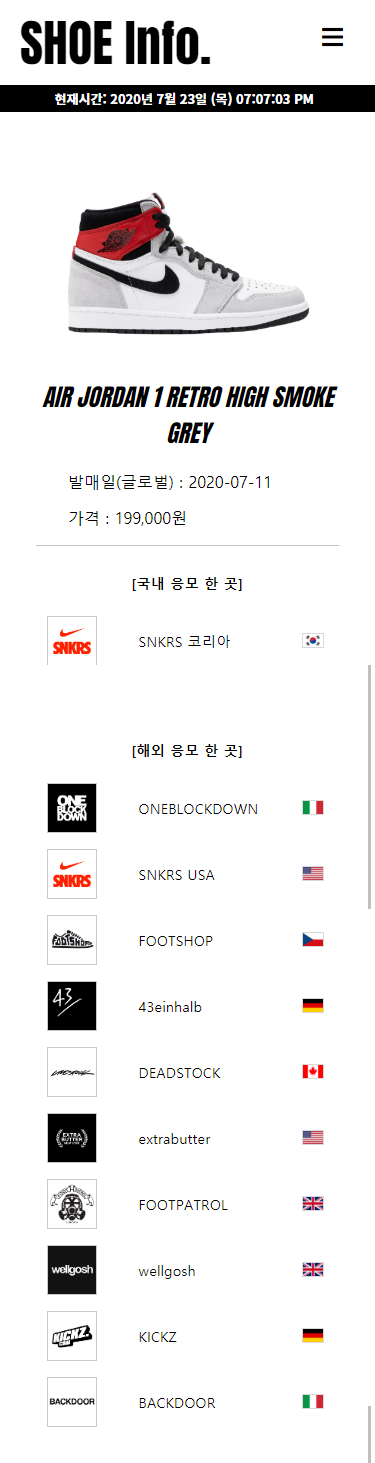 SHOE Info.
현재시간: 2020년 7월 23일 (목) 07:07:03 PM
AIR JORDAN 1 RETRO HIGH SMOKE
GREY
발매일(글로벌) : 2020-07-11
가격 : 199,000원
[국내 응모 한 곳]
SNKRS
SNKRS 코리아
[해외 응모 한 곳]
ONE
BLOCK
DOWN
ONEBLOCKDOWN
SNKRS
SNKRS USA
FOOTSHOP
FOOTSHOP
43
43einhalb
DEADSTOCK
EXTRA
BUTTER
extrabutter
FOOTPATROL
wellgosh
wellgosh
KICKZ
.COM
KICKZ
BACKDOOR
BACKDOOR